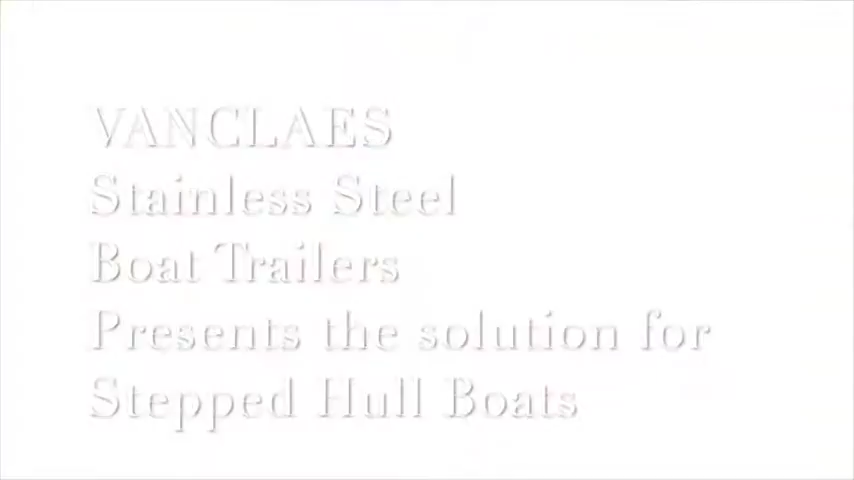 VANCLAES
Stainless Steel
Boat Trailers
Presents the solution for
Stepped Hull Boats